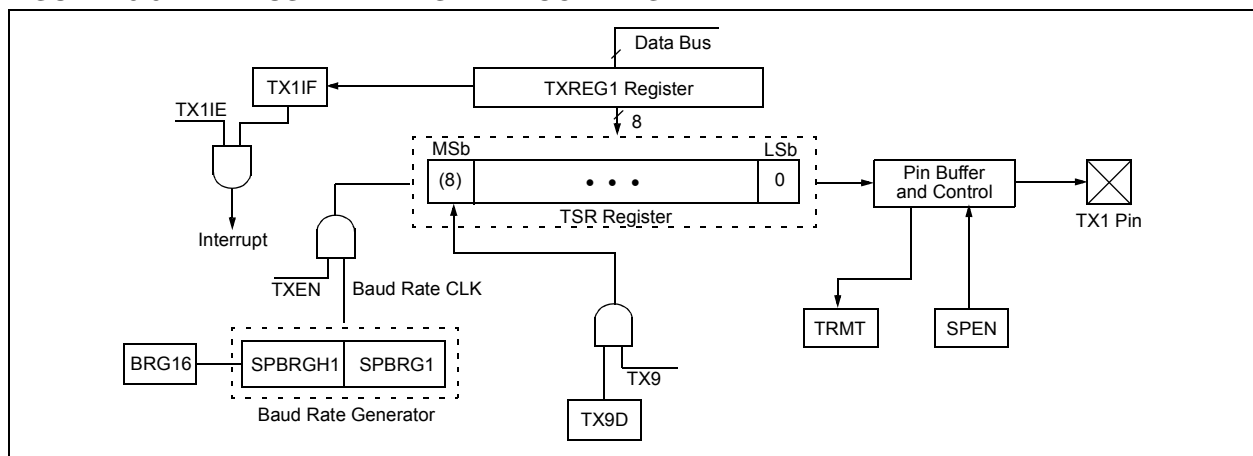 Data Bus
TX1IF
TXREG1 Register
TX1IE
8
MSb
LSb
(8)
• • •
0
Pin Buffer
and Control
TSR Register
TX1 Pin
Interrupt
TXEN
Baud Rate CLK
TRMT
SPEN
BRG16
SPBRGH1
SPBRG1
TX9
Baud Rate Generator
TX9D